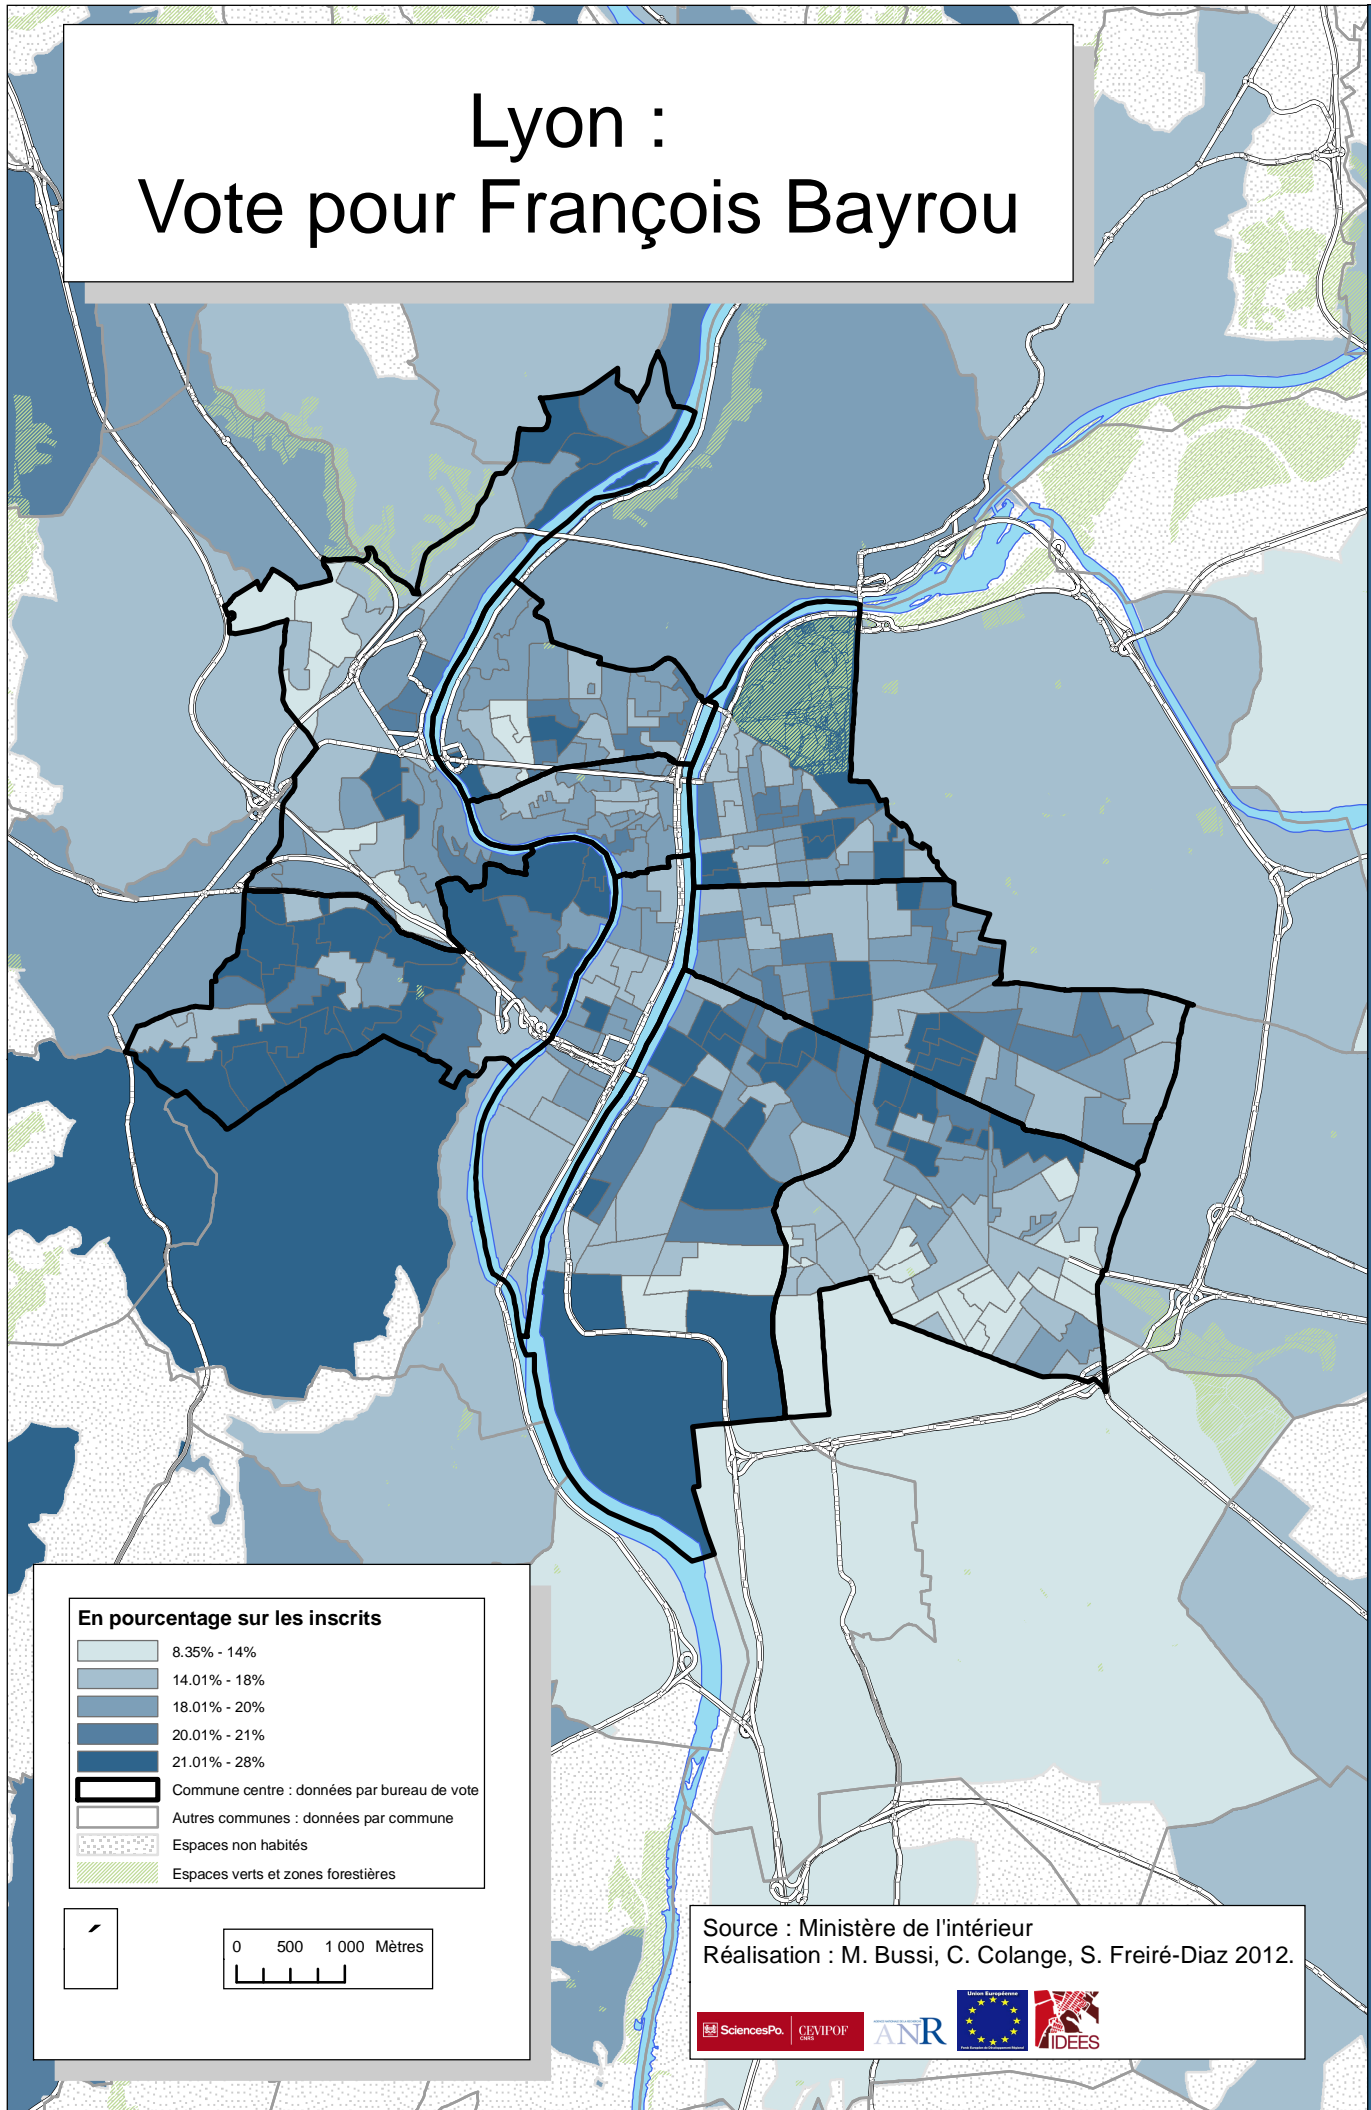 Lyon :
Vote pour François Bayrou
En pourcentage sur les inscrits
8.35% - 14%
14.01% - 18%
18.01% - 20%
20.01% - 21%
21.01% - 28%
Commune centre : données par bureau de vote
Autres communes : données par commune
Espaces non habités
Espaces verts et zones forestières
0 500 1 000 Mètres
Source : Ministère de l'intérieur
Réalisation : M. Bussi, C. Colange, S. Freiré-Diaz 2012.
SciencesPo. CEVIPOF
CNRS
ANR
Union Européenne
IDEES